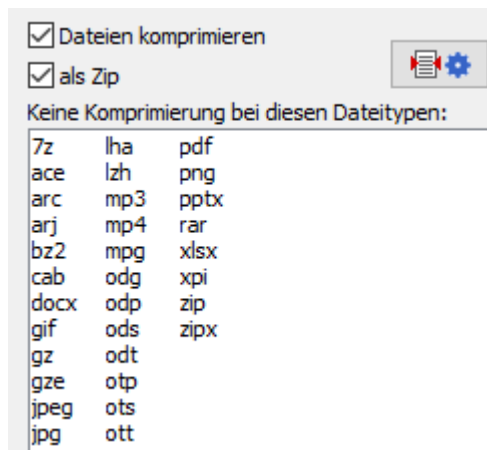 Dateien komprimieren
als Zip
Keine Komprimierung bei diesen Dateitypen:
7z lha pdf
ace lzh png
arc mp3 pptx
arj mp4 rar
bz2 mpg xlsx
cab odg xpi
docx odp zip
gif ods zipx
gz odt
gze otp
jpeg ots
jpg ott